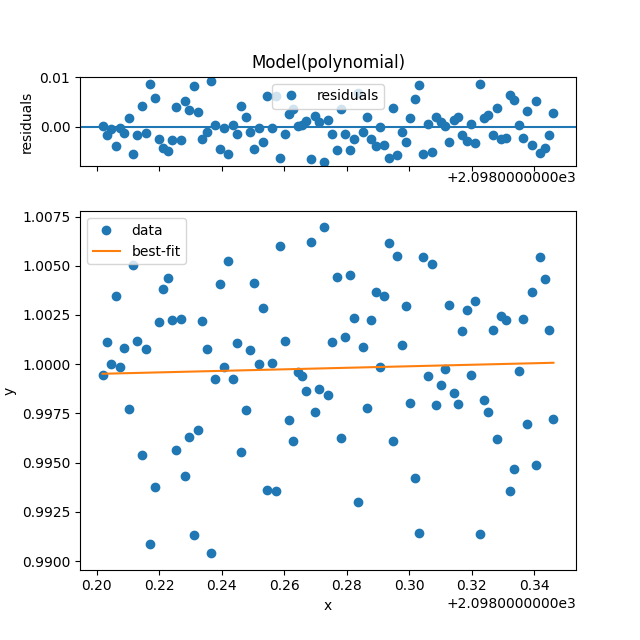 Model(polynomial)
0.01
0.00
residuals
residuals
+2.0980000000e3
1.0075
1.0050
1.0025
1.0000
0.9975
0.9950
0.9925
0.9900
y
data
best-fit
0.20 0.22 0.24 0.26 0.28 0.30 0.32 0.34
x
+2.0980000000e3